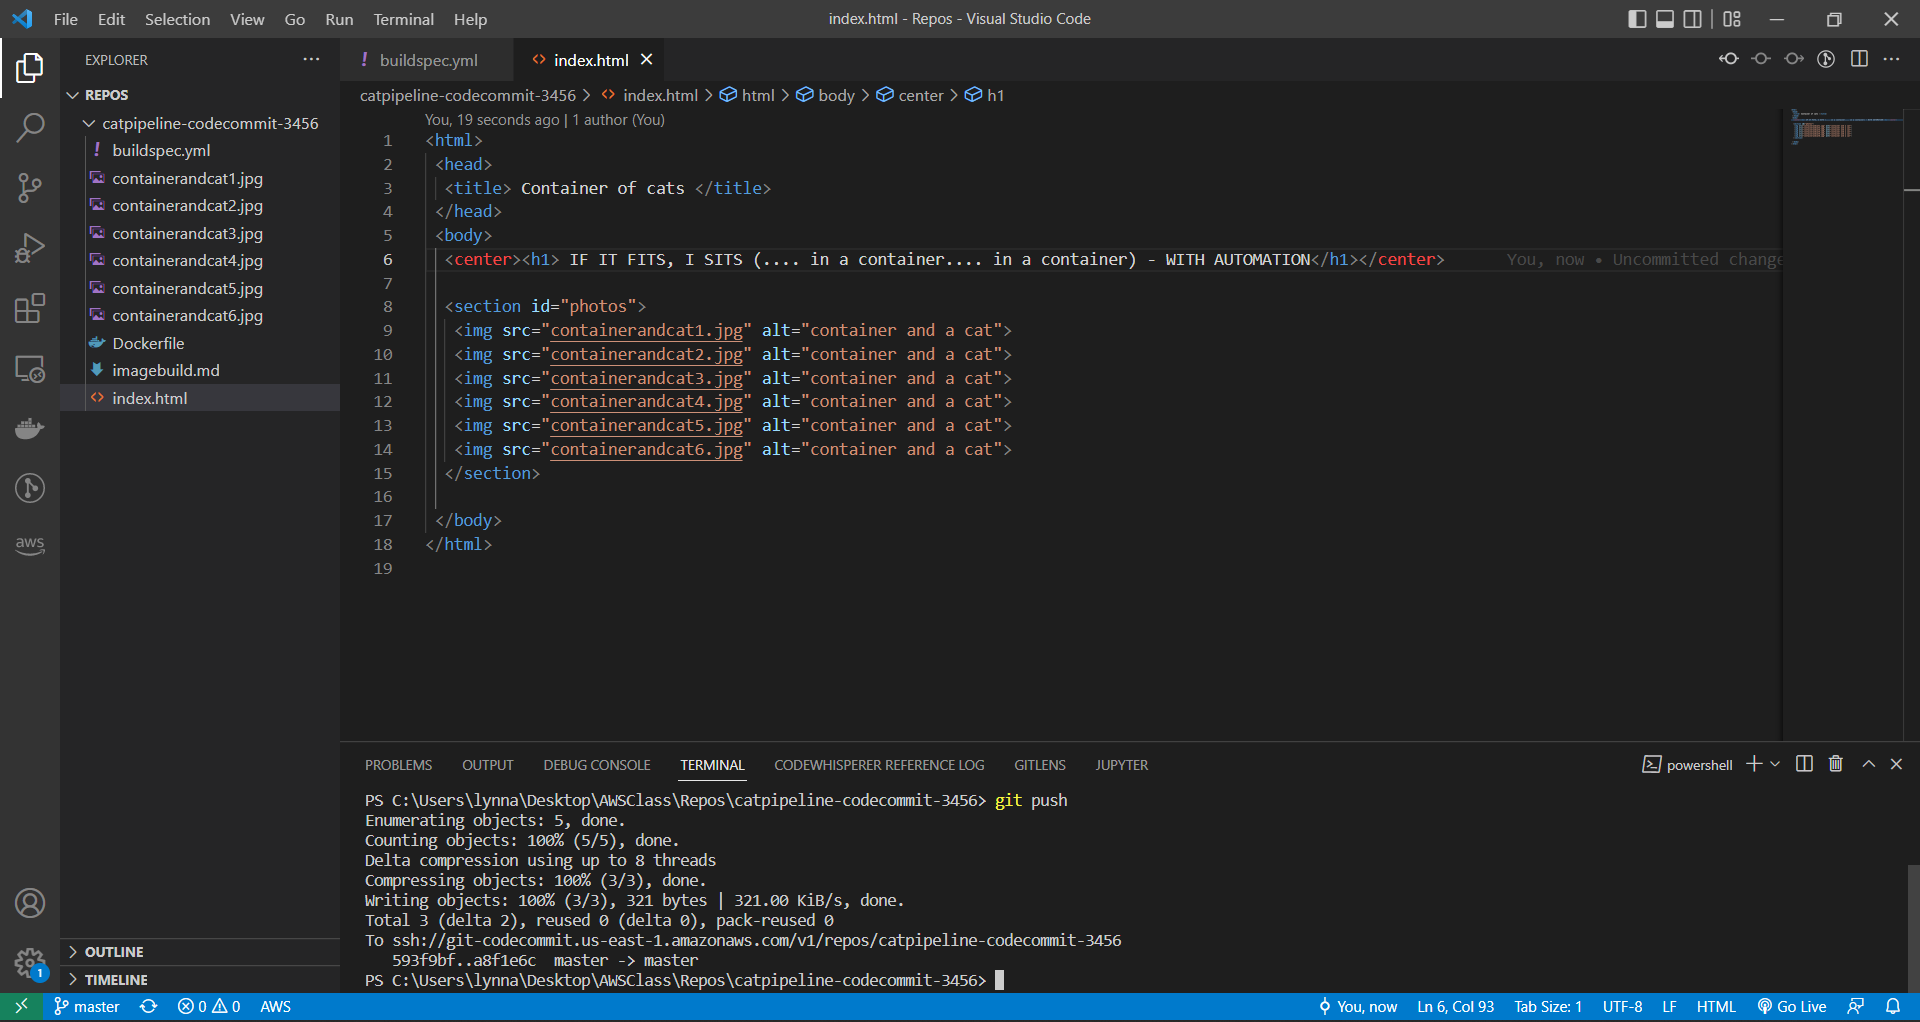 File Edit Selection View Go Run Terminal Help
index.html - Repos - Visual Studio Code
EXPLORER
REPOS
catpipeline-codecommit-3456
! buildspec.yml
containerandcat1.jpg
containerandcat2.jpg
containerandcat3.jpg
containerandcat4.jpg
containerandcat5.jpg
containerandcat6.jpg
Dockerfile
imagebuild.md
<> index.html
OUTLINE
TIMELINE
aws
1
! buildspec.yml
<> index.html
catpipeline-codecommit-3456 > <> index.html > html > body > center > h1
You, 19 seconds ago | 1 author (You)
1 <html>
2 <head>
3 <title> Container of cats </title>
4 </head>
5 <body>
6 <center><h1> IF IT FITS, I SITS (.... in a container.... in a container) - WITH AUTOMATION</h1></center> You, now • Uncommitted change
7
8 <section id="photos">
9 <img src="containerandcat1.jpg" alt="container and a cat">
10 <img src="containerandcat2.jpg" alt="container and a cat">
11 <img src="containerandcat3.jpg" alt="container and a cat">
12 <img src="containerandcat4.jpg" alt="container and a cat">
13 <img src="containerandcat5.jpg" alt="container and a cat">
14 <img src="containerandcat6.jpg" alt="container and a cat">
15 </section>
16
17 </body>
18 </html>
19
PROBLEMS OUTPUT DEBUG CONSOLE TERMINAL CODEWHISPERER REFERENCE LOG GITLENS JUPYTER
powershell
PS C:\Users\lynna\Desktop\AWSClass\Repos\catpipeline-codecommit-3456> git push
Enumerating objects: 5, done.
Counting objects: 100% (5/5), done.
Delta compression using up to 8 threads
Compressing objects: 100% (3/3), done.
Writing objects: 100% (3/3), 321 bytes | 321.00 KiB/s, done.
Total 3 (delta 2), reused 0 (delta 0), pack-reused 0
To ssh://git-codecommit.us-east-1.amazonaws.com/v1/repos/catpipeline-codecommit-3456
593f9bf..a8f1e6c master -> master
PS C:\Users\lynna\Desktop\AWSClass\Repos\catpipeline-codecommit-3456>
master 0 0 AWS
You, now Ln 6, Col 93 Tab Size: 1 UTF-8 LF HTML Go Live